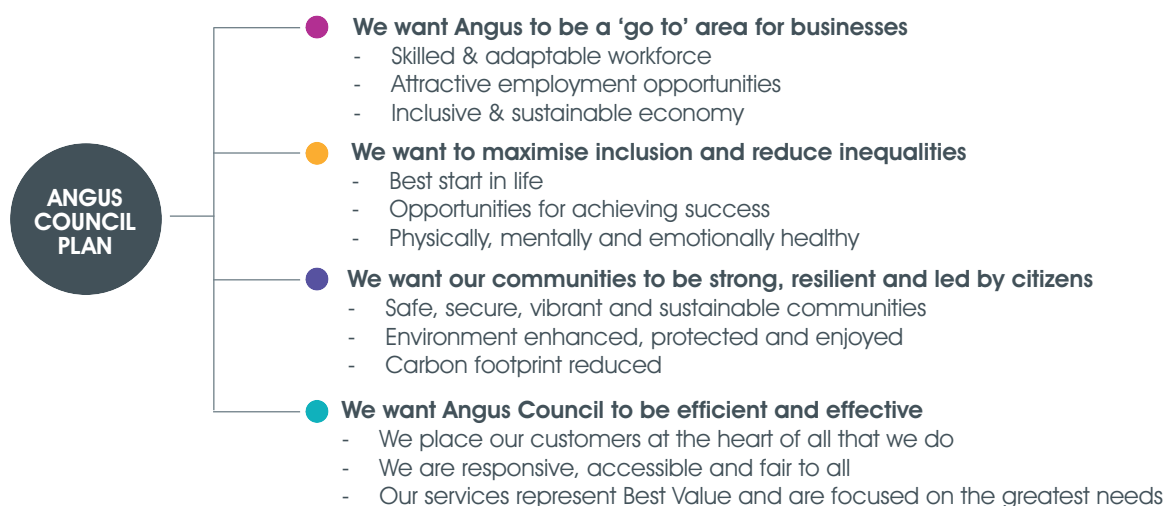 We want Angus to be a ‘go to’ area for businesses
- Skilled & adaptable workforce
- Attractive employment opportunities
- Inclusive & sustainable economy
We want to maximise inclusion and reduce inequalities
- Best start in life
- Opportunities for achieving success
- Physically, mentally and emotionally healthy
ANGUS
COUNCIL
PLAN
We want our communities to be strong, resilient and led by citizens
- Safe, secure, vibrant and sustainable communities
- Environment enhanced, protected and enjoyed
- Carbon footprint reduced
We want Angus Council to be efficient and effective
- We place our customers at the heart of all that we do
- We are responsive, accessible and fair to all
- Our services represent Best Value and are focused on the greatest needs